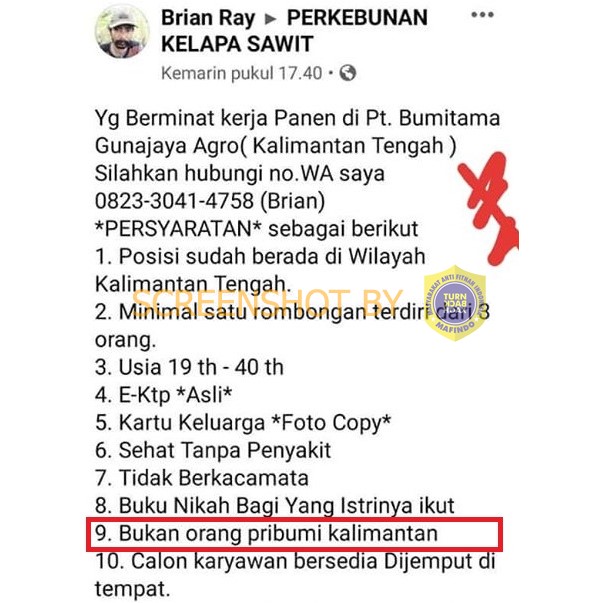 Brian Ray ▸ PERKEBUNAN
KELAPA SAWIT
Kemarin pukul 17.40 •
Yg Berminat kerja Panen di Pt. Bumitama
Gunajaya Agro( Kalimantan Tengah )
Silahkan hubungi no.WA saya
0823-3041-4758 (Brian)
*PERSYARATAN* sebagai berikut
1. Posisi sudah berada di Wilayah
Kalimantan Tengah.
SCREENSHOT BY
MASYARAKAT ANTI FITNAH INDONESIA
TURN
BACK
HOAX
MAFINDO
2. Minimal satu rombongan terdiri dari 3
orang.
3. Usia 19 th - 40 th
4. E-Ktp *Asli*
5. Kartu Keluarga *Foto Copy*
6. Sehat Tanpa Penyakit
7. Tidak Berkacamata
8. Buku Nikah Bagi Yang Istrinya ikut
9. Bukan orang pribumi kalimantan
10. Calon karyawan bersedia Dijemput di
tempat.